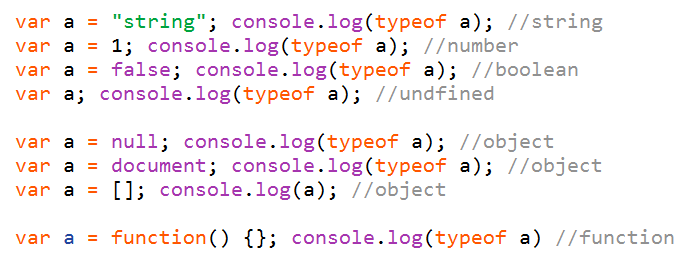 var a = "string"; console.log(typeof a); //string
var a = 1; console.log(typeof a); //number
var a = false; console.log(typeof a); //boolean
var a; console.log(typeof a); //undfined
var a = null; console.log(typeof a); //object
var a = document; console.log(typeof a); //object
var a = []; console.log(a); //object
var a = function() {}; console.log(typeof a) //function